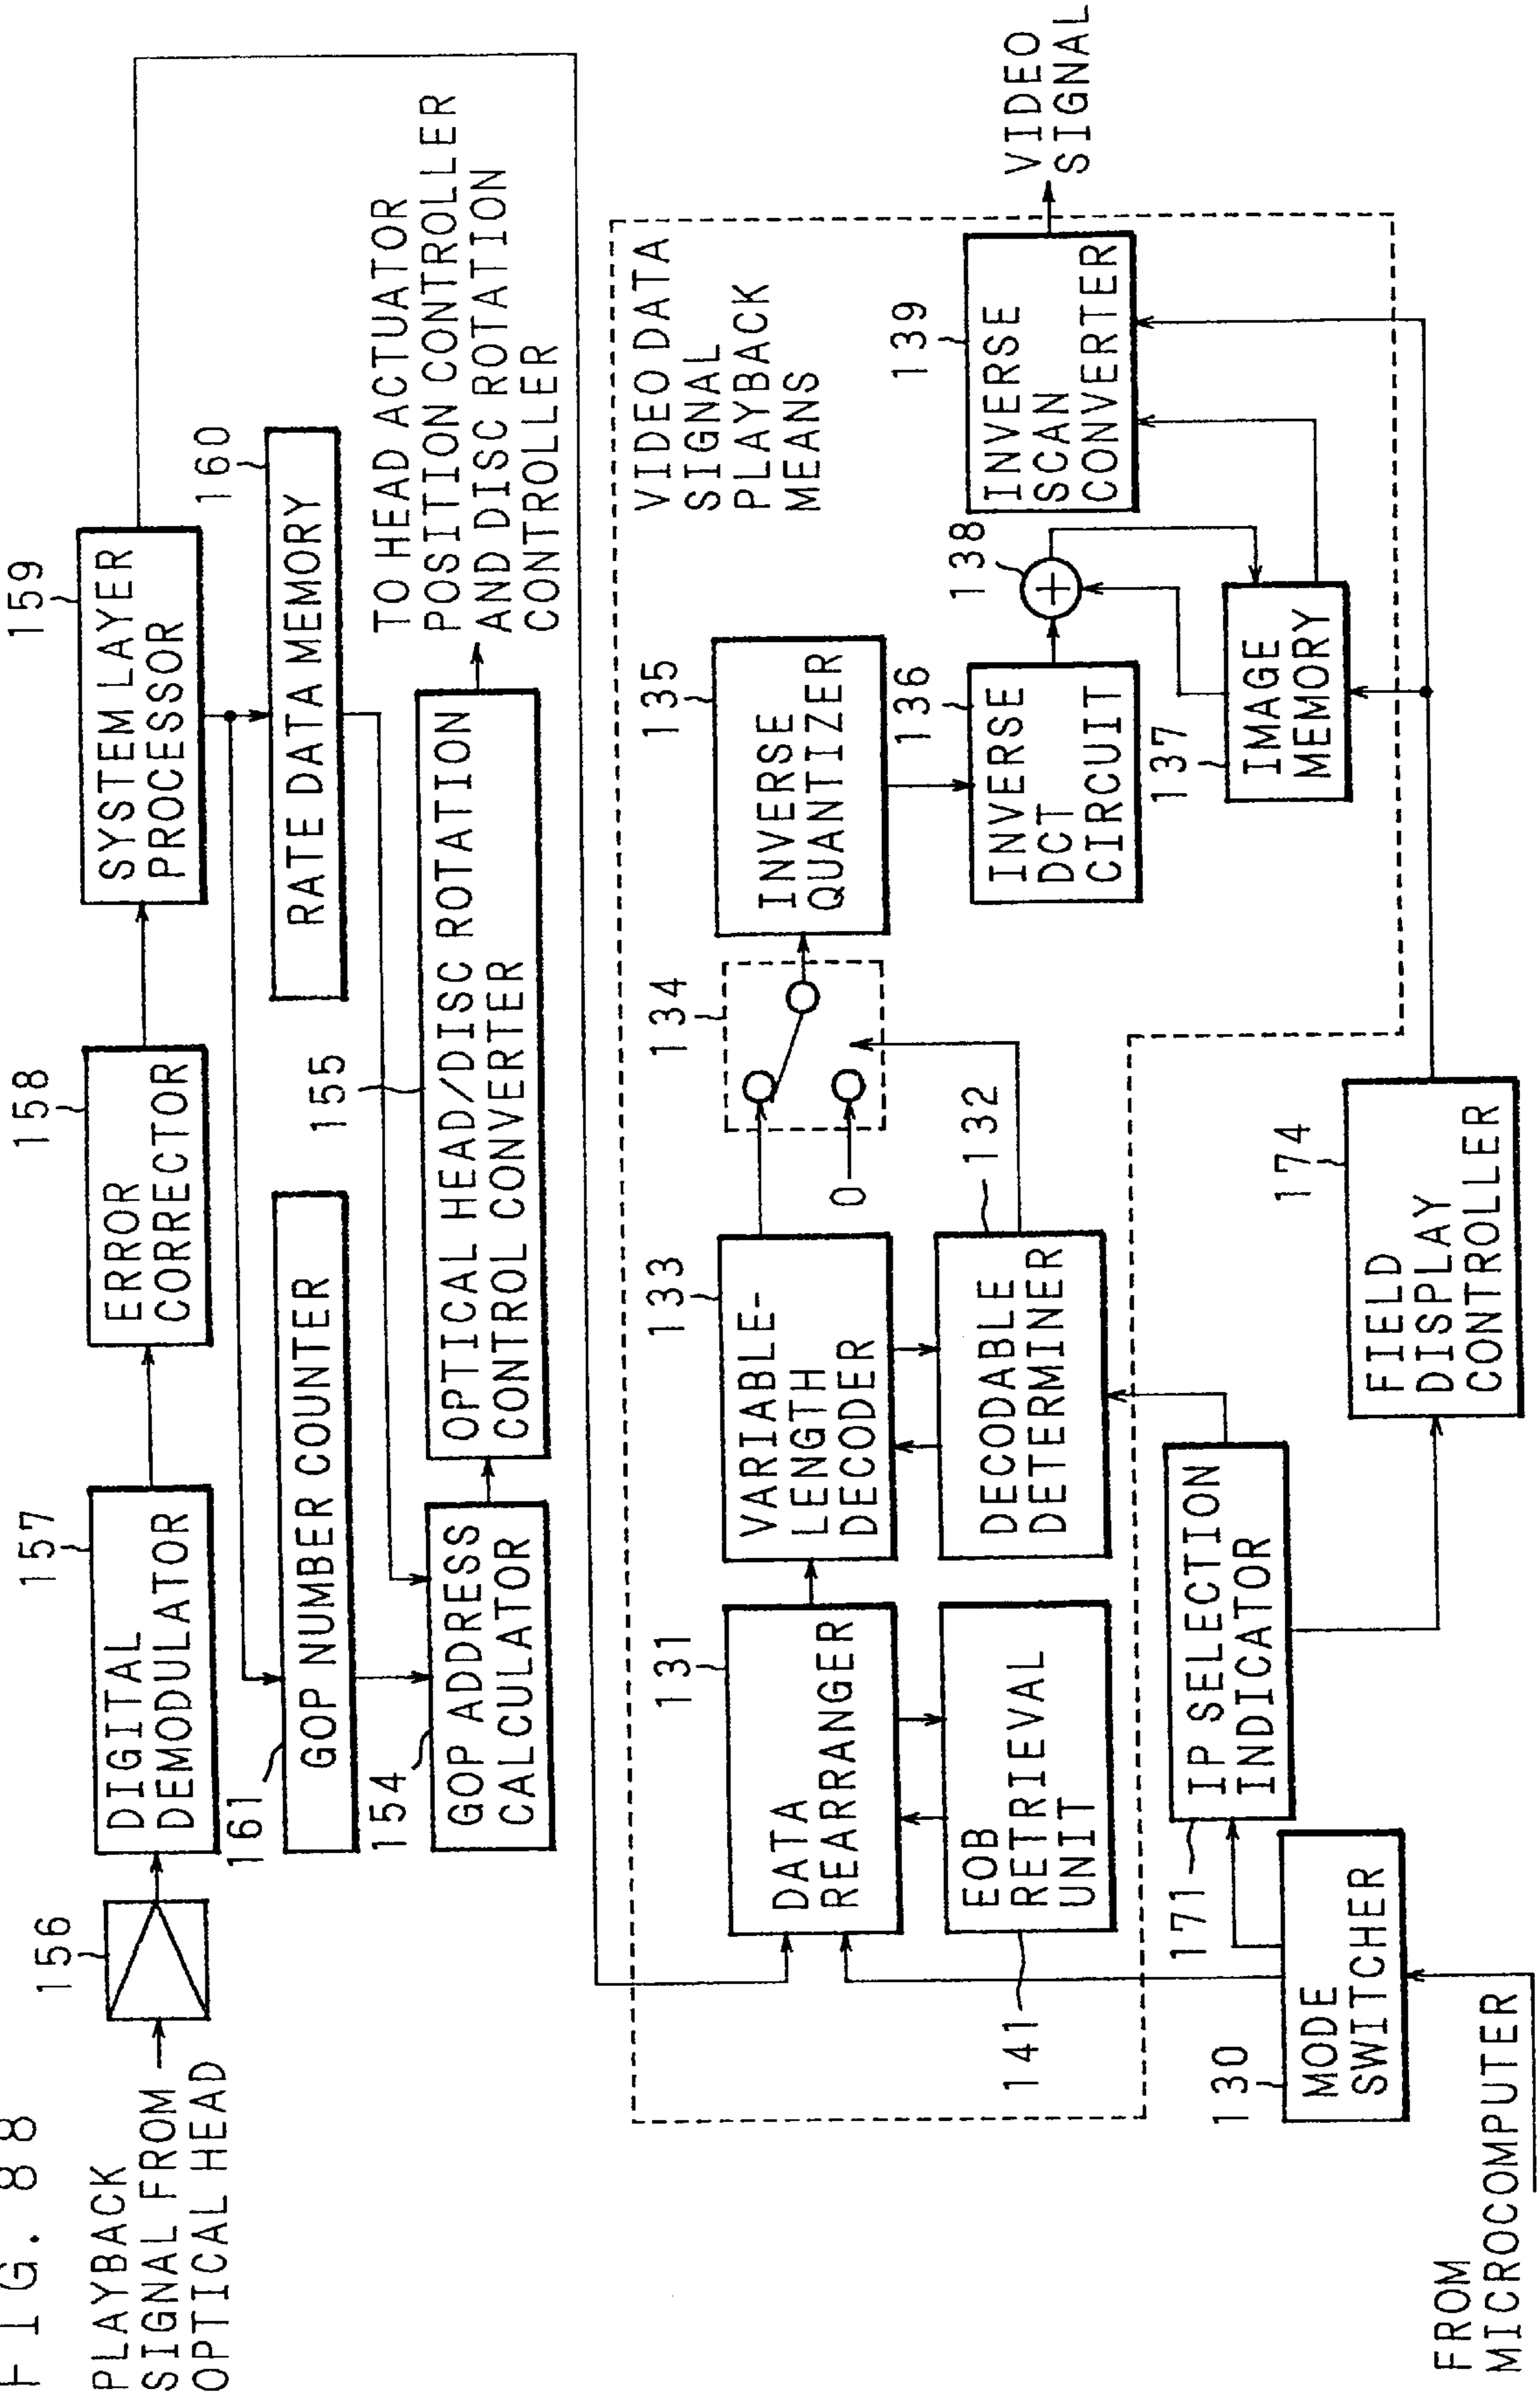 FIG. 88
PLAYBACK
SIGNAL FROM
OPTICAL HEAD
156
157
DIGITAL
DEMODULATOR
158
ERROR
CORRECTOR
159
SYSTEM LAYER
PROCESSOR
161
GOP NUMBER COUNTER
160
RATE DATA MEMORY
154
GOP ADDRESS
CALCULATOR
155
OPTICAL HEAD/DISC ROTATION
CONTROL CONVERTER
TO HEAD ACTUATOR
POSITION CONTROLLER
AND DISC ROTATION
CONTROLLER
VIDEO DATA
SIGNAL
PLAYBACK
MEANS
131
DATA
REARRANGER
133
VARIABLE-
LENGTH
DECODER
134
0
135
INVERSE
QUANTIZER
141
EOB
RETRIEVAL
UNIT
132
DECODABLE
DETERMINER
136
INVERSE
DCT
CIRCUIT
138
+
139
INVERSE
SCAN
CONVERTER
VIDEO
SIGNAL
137
IMAGE
MEMORY
171
IP SELECTION
INDICATOR
130
MODE
SWITCHER
174
FIELD
DISPLAY
CONTROLLER
FROM
MICROCOMPUTER